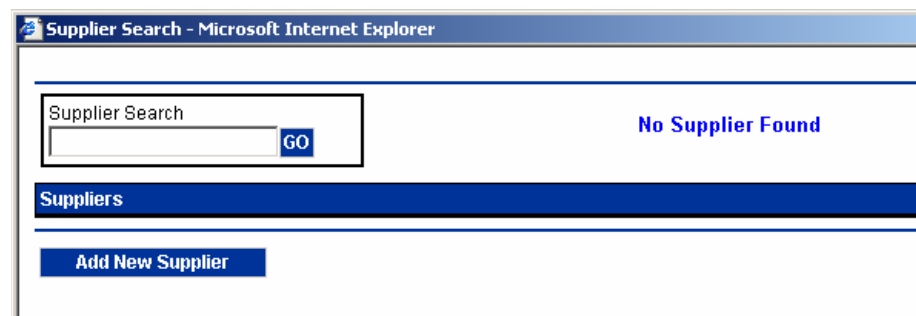 Supplier Search - Microsoft Internet Explorer
Supplier Search
GO
No Supplier Found
Suppliers
Add New Supplier